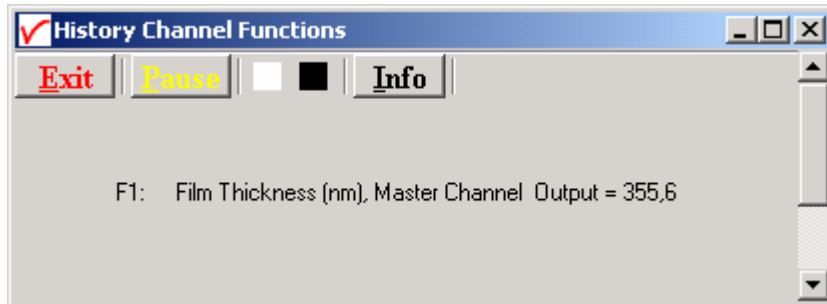 History Channel Functions
Exit Pause Info
F1: Film Thickness (nm), Master Channel Output = 355,6